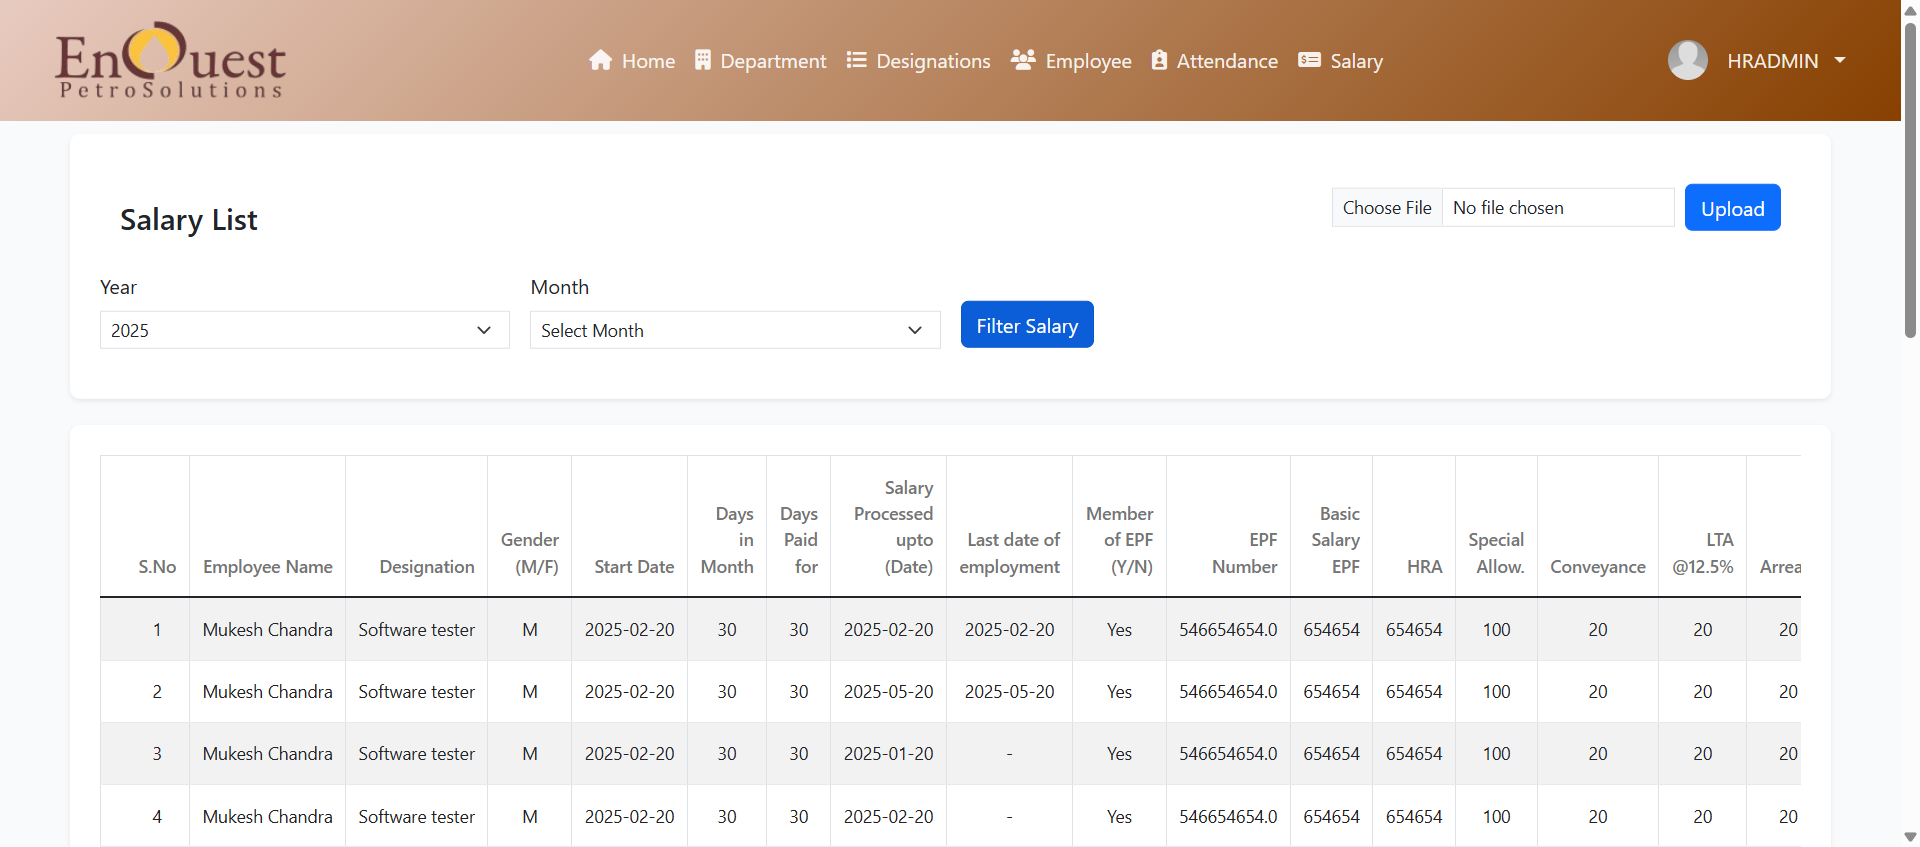 EnQuest
PetroSolutions
Home Department Designations Employee Attendance Salary
HRADMIN
Salary List
Choose File No file chosen Upload
Year Month
2025 Select Month Filter Salary
S.No Employee Name Designation Gender (M/F) Start Date Days in Month Days Paid for Salary Processed upto (Date) Last date of employment Member of EPF (Y/N) EPF Number Basic Salary EPF HRA Special Allow. Conveyance LTA @12.5% Arrea
1 Mukesh Chandra Software tester M 2025-02-20 30 30 2025-02-20 2025-02-20 Yes 546654654.0 654654 654654 100 20 20 20
2 Mukesh Chandra Software tester M 2025-02-20 30 30 2025-05-20 2025-05-20 Yes 546654654.0 654654 654654 100 20 20 20
3 Mukesh Chandra Software tester M 2025-02-20 30 30 2025-01-20 - Yes 546654654.0 654654 654654 100 20 20 20
4 Mukesh Chandra Software tester M 2025-02-20 30 30 2025-02-20 - Yes 546654654.0 654654 654654 100 20 20 20